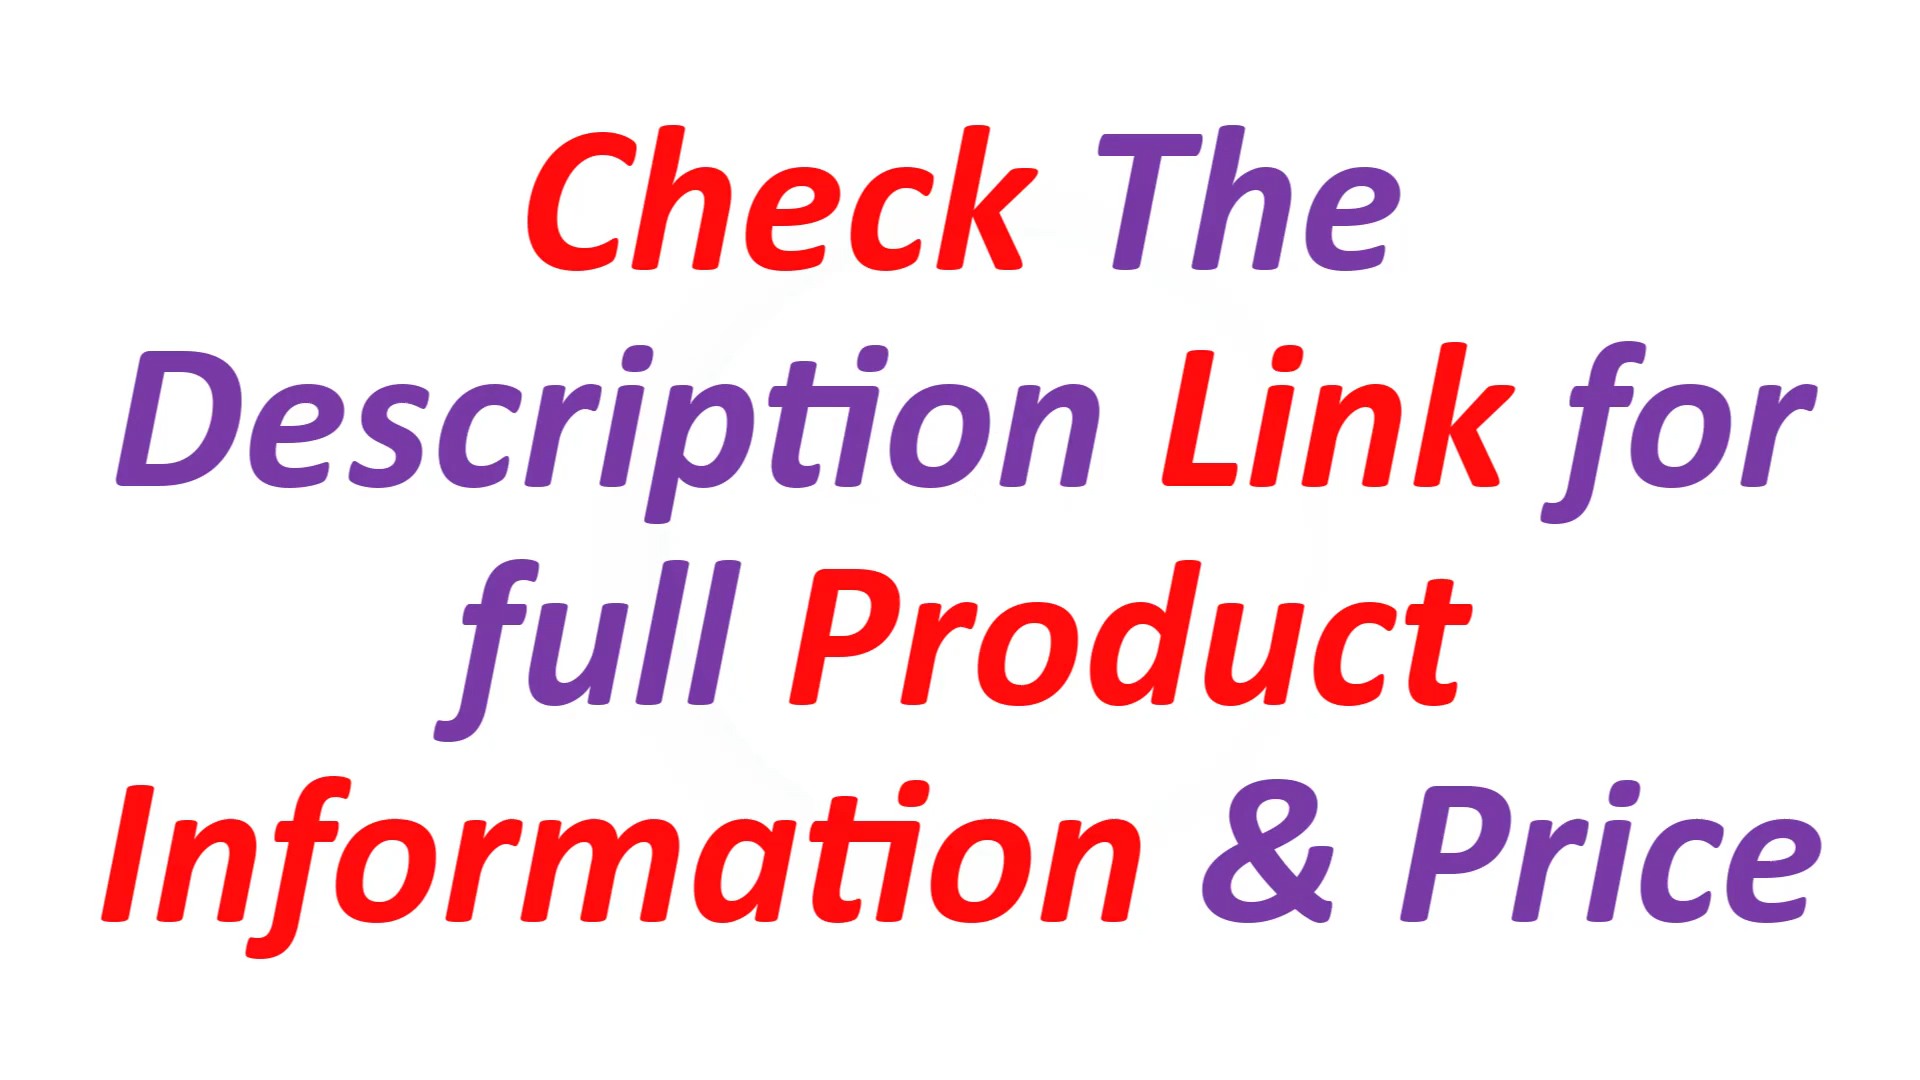 Check The
Description Link for
full Product
Information & Price